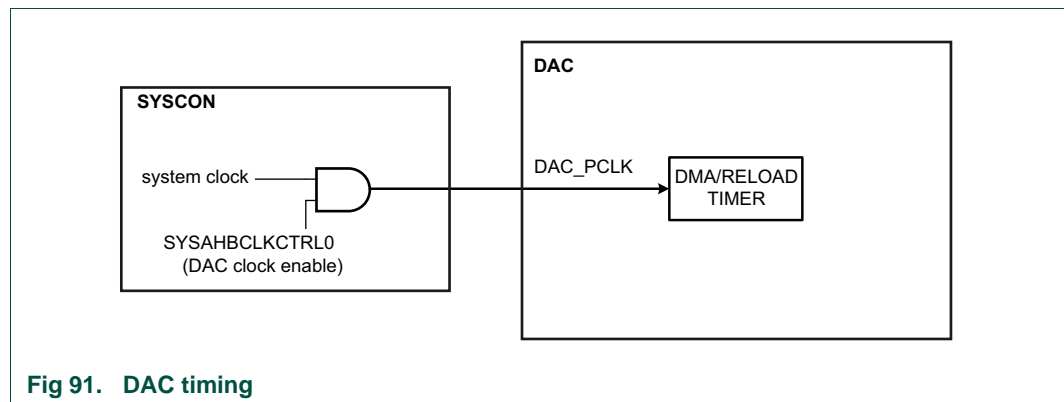 DAC
SYSCON
system clock
DAC_PCLK
DMA/RELOAD
TIMER
SYSAHBCLKCTRL0
(DAC clock enable)
Fig 91. DAC timing